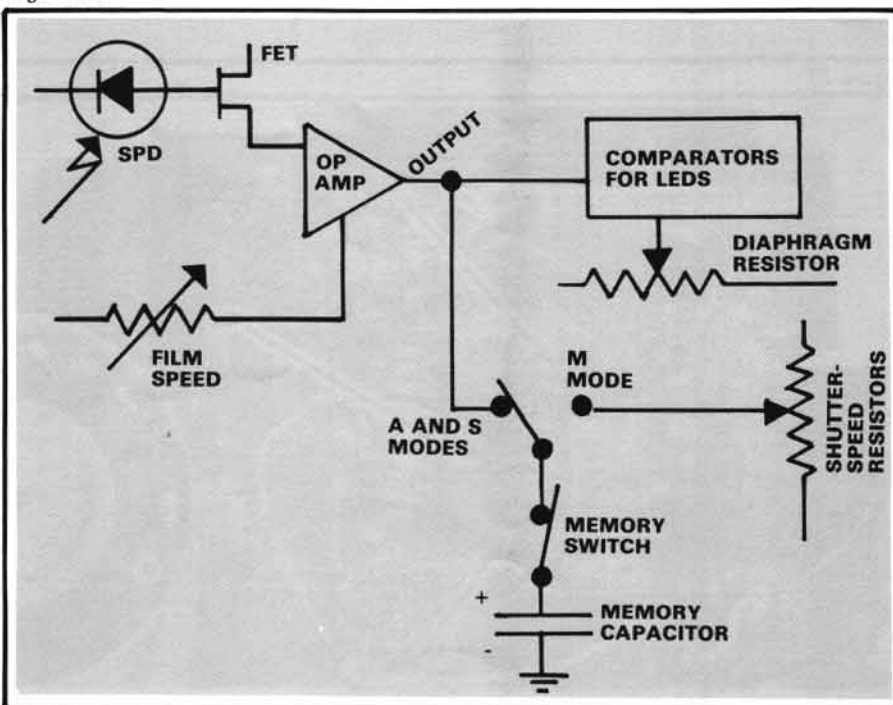 FET
SPD
OP
AMP
OUTPUT
COMPARATORS
FOR LEDS
DIAPHRAGM
RESISTOR
FILM
SPEED
M
MODE
A AND S
MODES
SHUTTER-
SPEED
RESISTORS
MEMORY
SWITCH
+
MEMORY
CAPACITOR
-